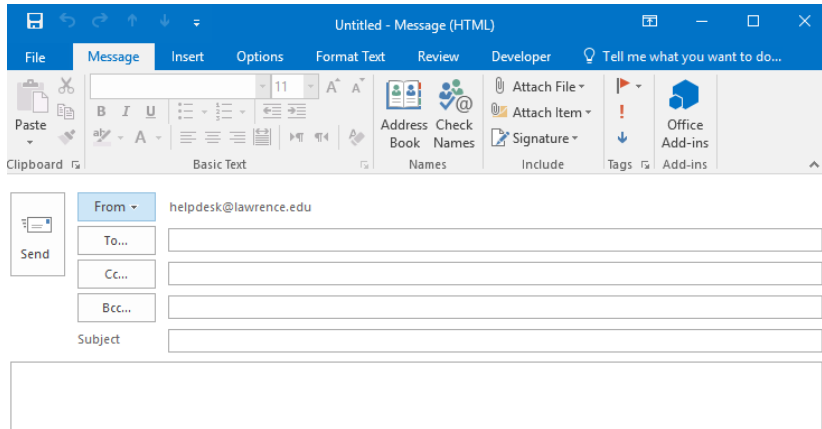 Untitled - Message (HTML)
File Message Insert Options Format Text Review Developer Tell me what you want to do...
Paste
11 A A
B I U
ab A
Address Book
Check Names
Attach File
Attach Item
Signature
!
Office Add-ins
Clipboard Basic Text Names Include Tags Add-ins
Send
From helpdesk@lawrence.edu
To...
Cc...
Bcc...
Subject